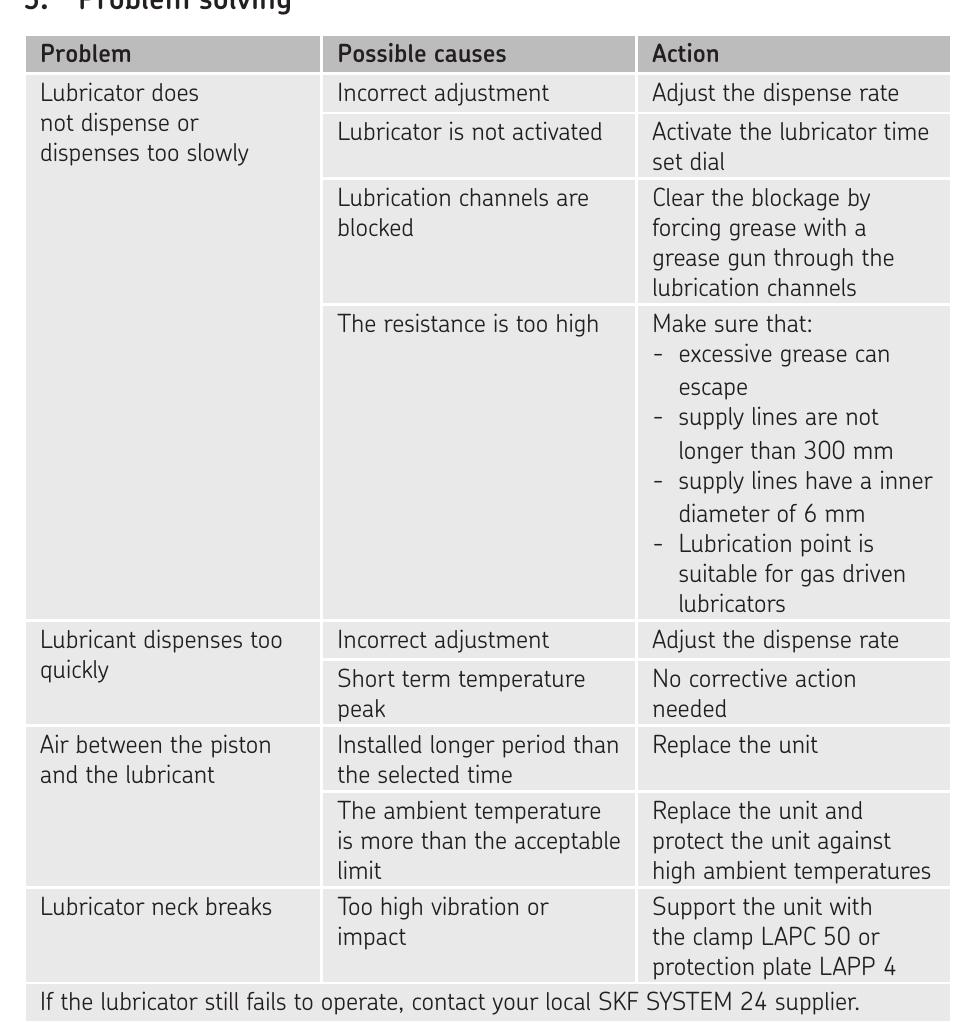 5. Problem solving
Problem Possible causes Action
Lubricator does
not dispense or
dispenses too slowly
Incorrect adjustment
Adjust the dispense rate
Lubricator is not activated
Activate the lubricator time
set dial
Lubrication channels are
blocked
Clear the blockage by
forcing grease with a
grease gun through the
lubrication channels
The resistance is too high
Make sure that:
- excessive grease can
escape
- supply lines are not
longer than 300 mm
- supply lines have a inner
diameter of 6 mm
- Lubrication point is
suitable for gas driven
lubricators
Lubricant dispenses too
quickly
Incorrect adjustment
Adjust the dispense rate
Short term temperature
peak
No corrective action
needed
Air between the piston
and the lubricant
Installed longer period than
the selected time
Replace the unit
The ambient temperature
is more than the acceptable
limit
Replace the unit and
protect the unit against
high ambient temperatures
Lubricator neck breaks
Too high vibration or
impact
Support the unit with
the clamp LAPC 50 or
protection plate LAPP 4
If the lubricator still fails to operate, contact your local SKF SYSTEM 24 supplier.